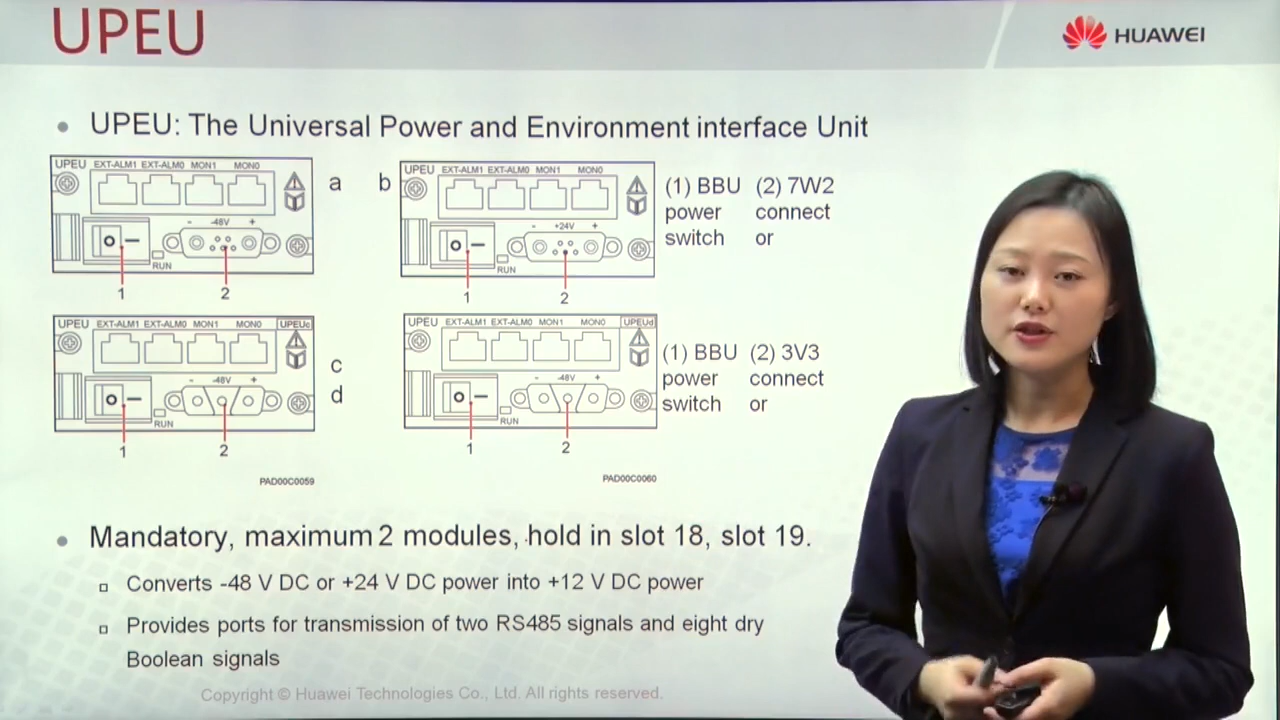 UPEU
HUAWEI
UPEU: The Universal Power and Environment interface Unit
UPEU EXT-ALM1 EXT-ALM0 MON1 MON0
- -48V +
RUN
1 2
a
b
UPEU EXT-ALM1 EXT-ALM0 MON1 MON0
- +24V +
RUN
1 2
(1) BBU (2) 7W2
power connect
switch or
UPEU EXT-ALM1 EXT-ALM0 MON1 MON0 UPEUc
- -48V +
RUN
1 2
PAD00C0059
c
d
UPEU EXT-ALM1 EXT-ALM0 MON1 MON0 UPEUd
- -48V +
RUN
1 2
PAD00C0060
(1) BBU (2) 3V3
power connect
switch or
Mandatory, maximum 2 modules, hold in slot 18, slot 19.
Converts -48 V DC or +24 V DC power into +12 V DC power
Provides ports for transmission of two RS485 signals and eight dry
Boolean signals
Copyright © Huawei Technologies Co., Ltd. All rights reserved.